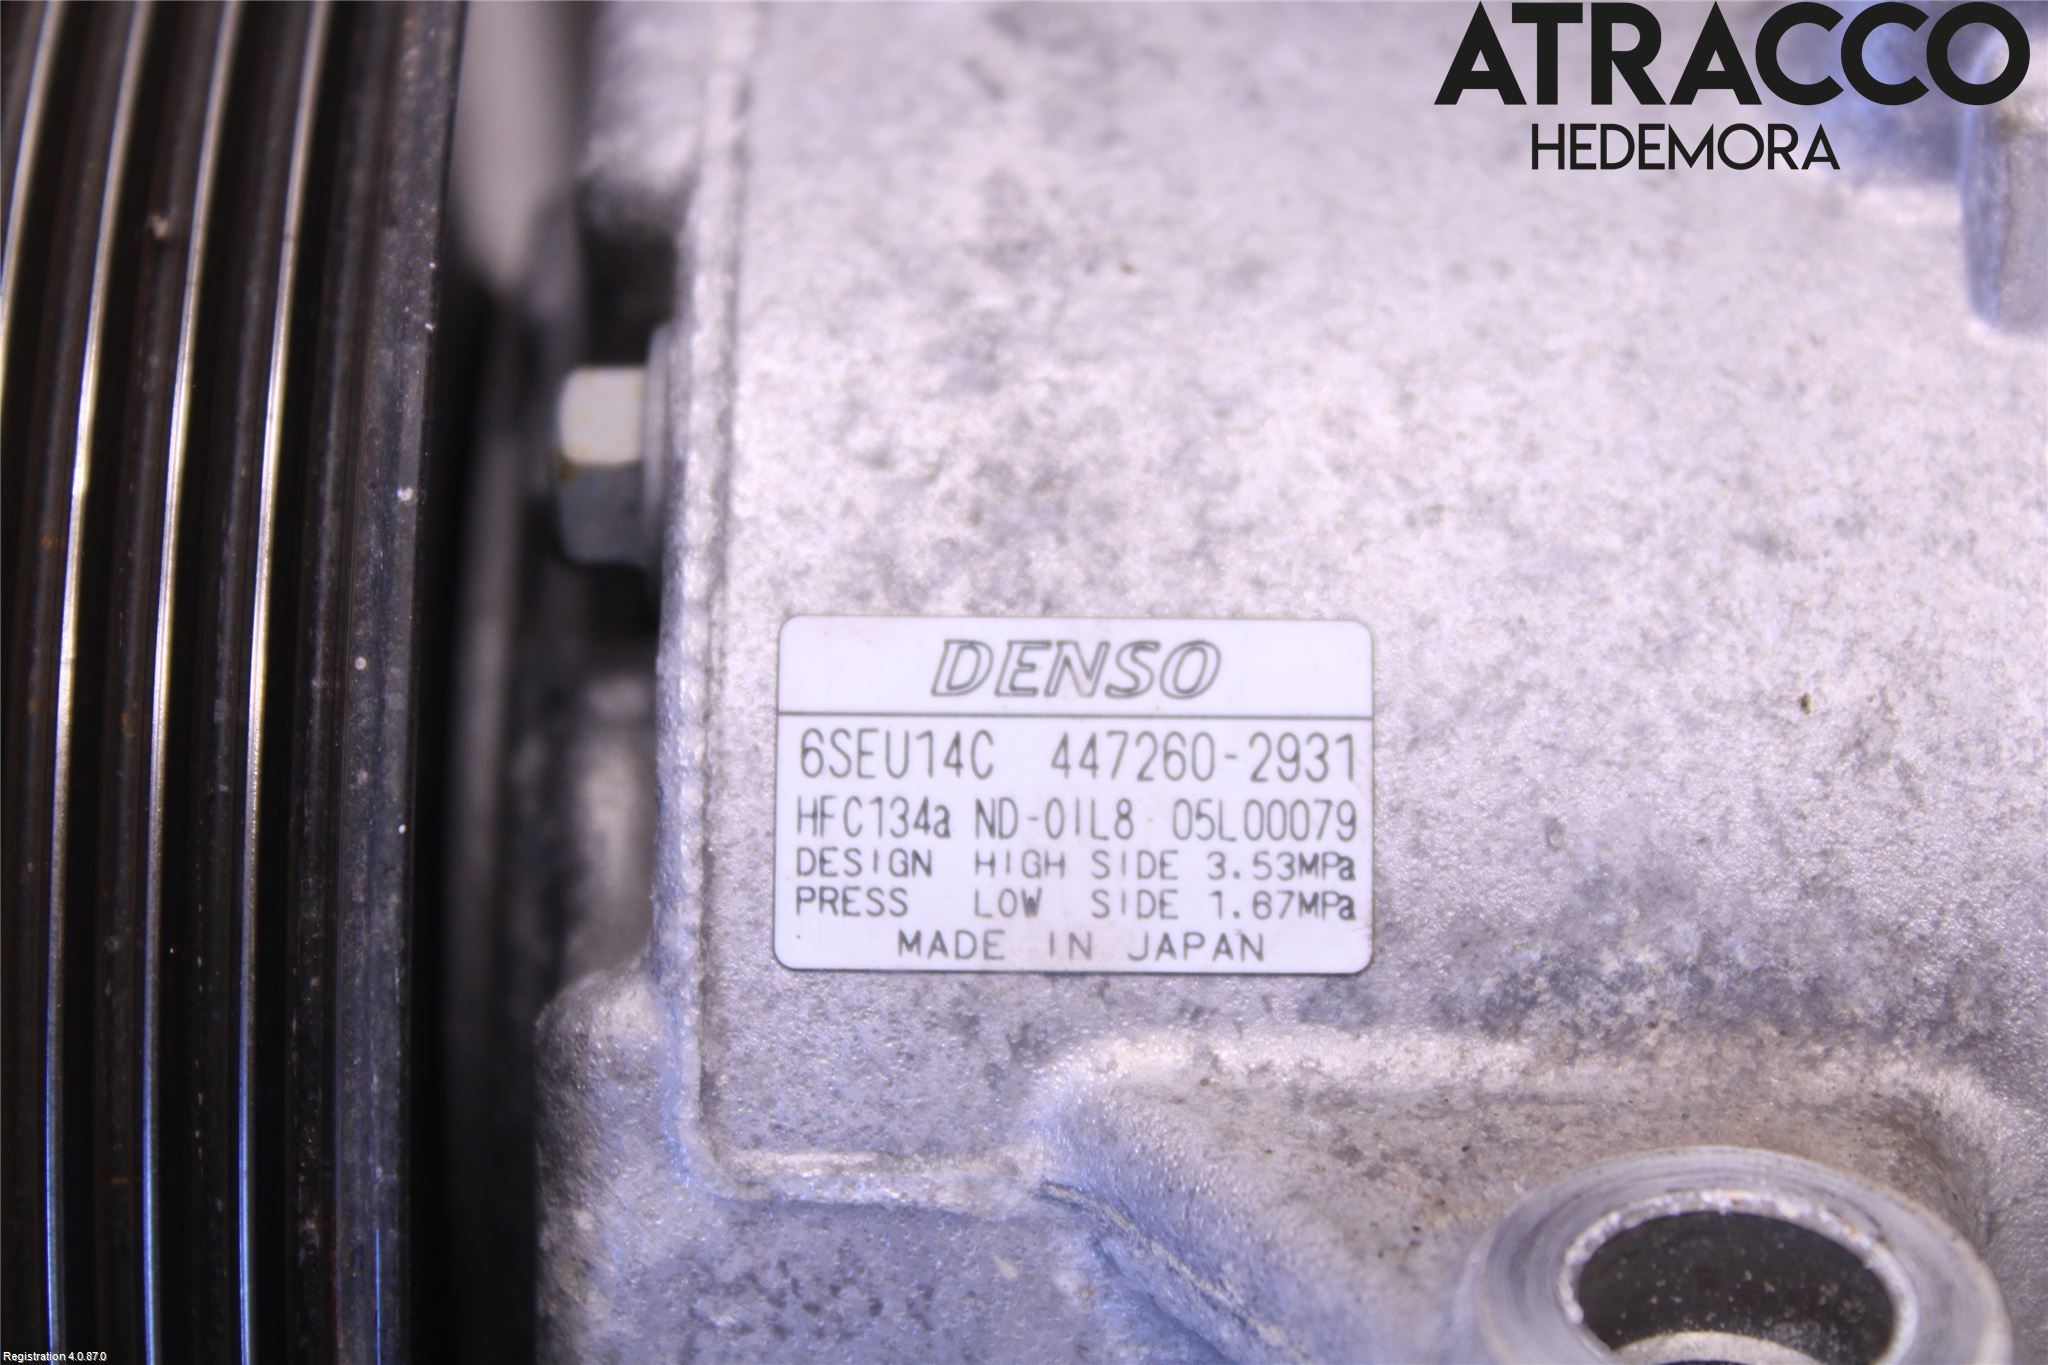 ATRACCO
HEDEMORA
DENSO
6SEU14C 447260-2931
HFC134a ND-OIL8 05L00079
DESIGN HIGH SIDE 3.53MPa
PRESS LOW SIDE 1.67MPa
MADE IN JAPAN
Registration 4.0.87.0